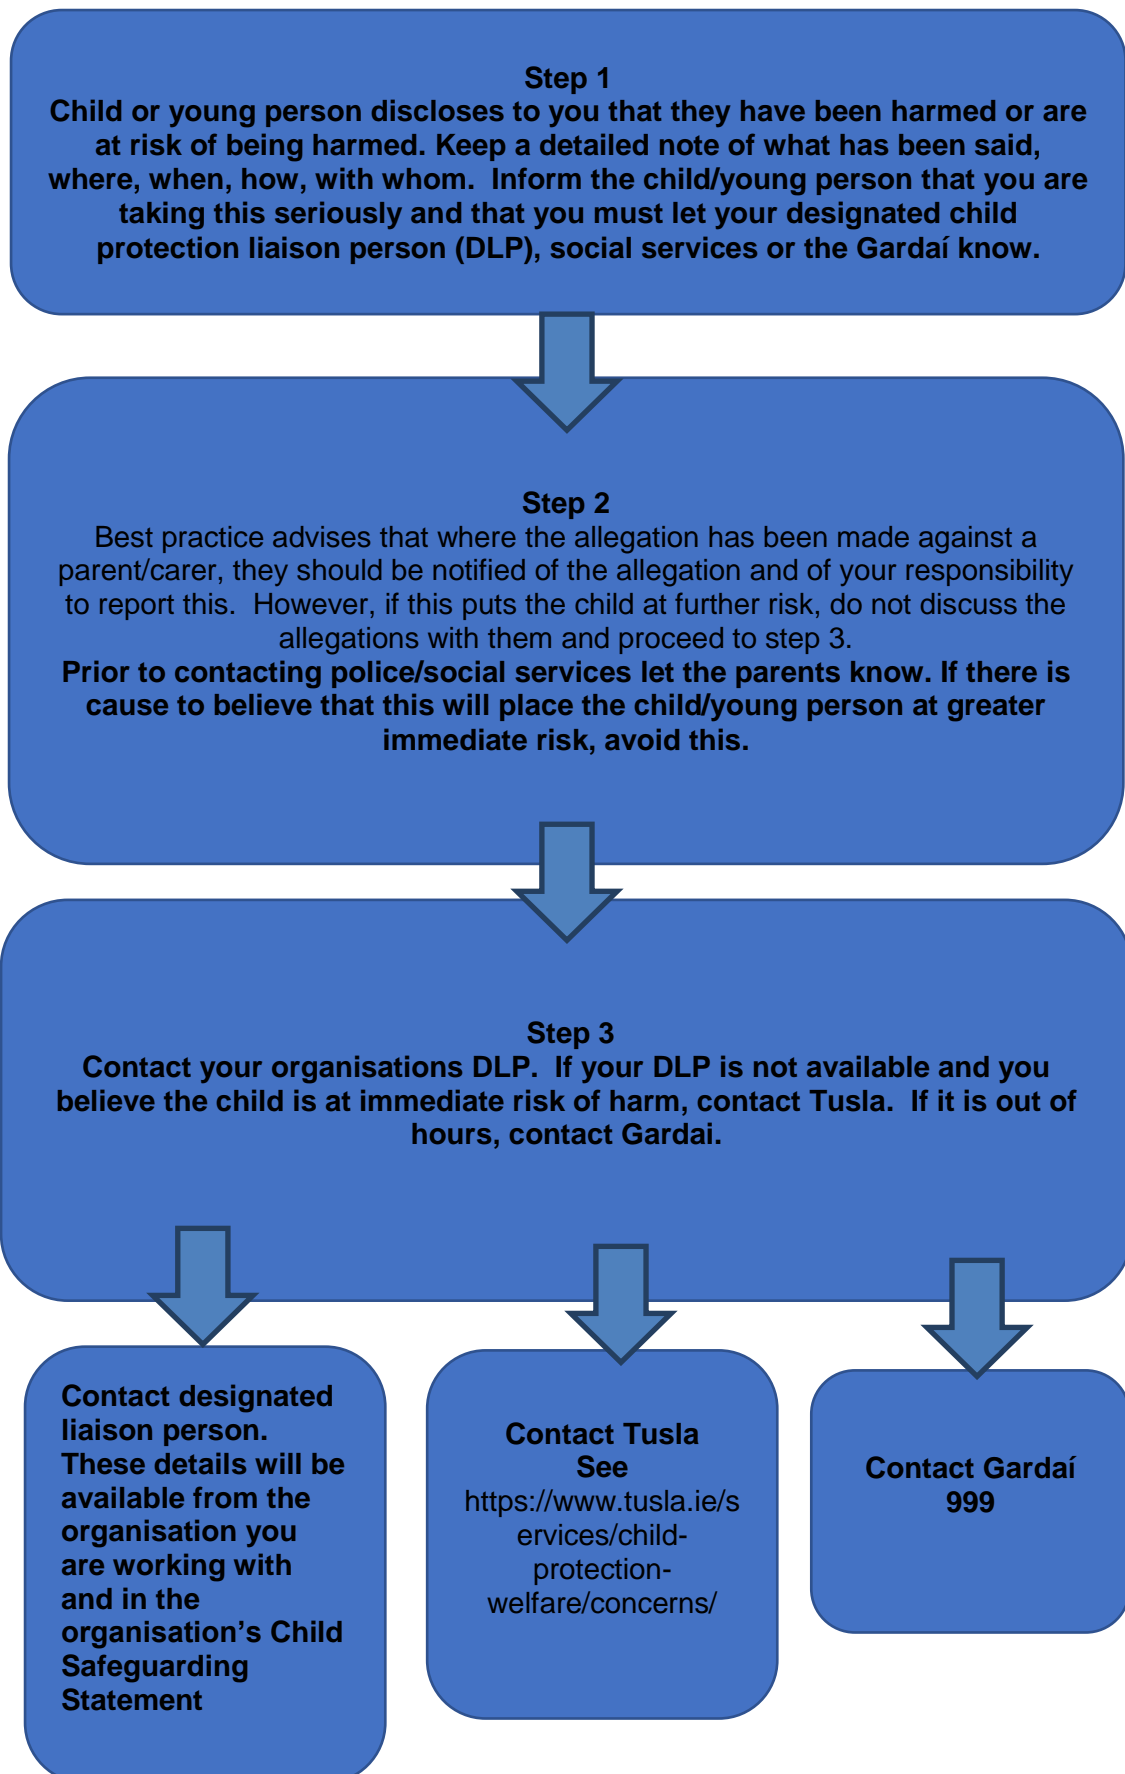 Step 1
Child or young person discloses to you that they have been harmed or are
at risk of being harmed. Keep a detailed note of what has been said,
where, when, how, with whom.  Inform the child/young person that you are
taking this seriously and that you must let your designated child
protection liaison person (DLP), social services or the Gardaí know.
Step 2
Best practice advises that where the allegation has been made against a
parent/carer, they should be notified of the allegation and of your responsibility
to report this.  However, if this puts the child at further risk, do not discuss the
allegations with them and proceed to step 3.
Prior to contacting police/social services let the parents know. If there is
cause to believe that this will place the child/young person at greater
immediate risk, avoid this.
Step 3
Contact your organisations DLP.  If your DLP is not available and you
believe the child is at immediate risk of harm, contact Tusla.  If it is out of
hours, contact Gardai.
Contact designated
liaison person.
These details will be
available from the
organisation you
are working with
and in the
organisation’s Child
Safeguarding
Statement
Contact Tusla
See
https://www.tusla.ie/s
ervices/child-
protection-
welfare/concerns/
Contact Gardaí
999